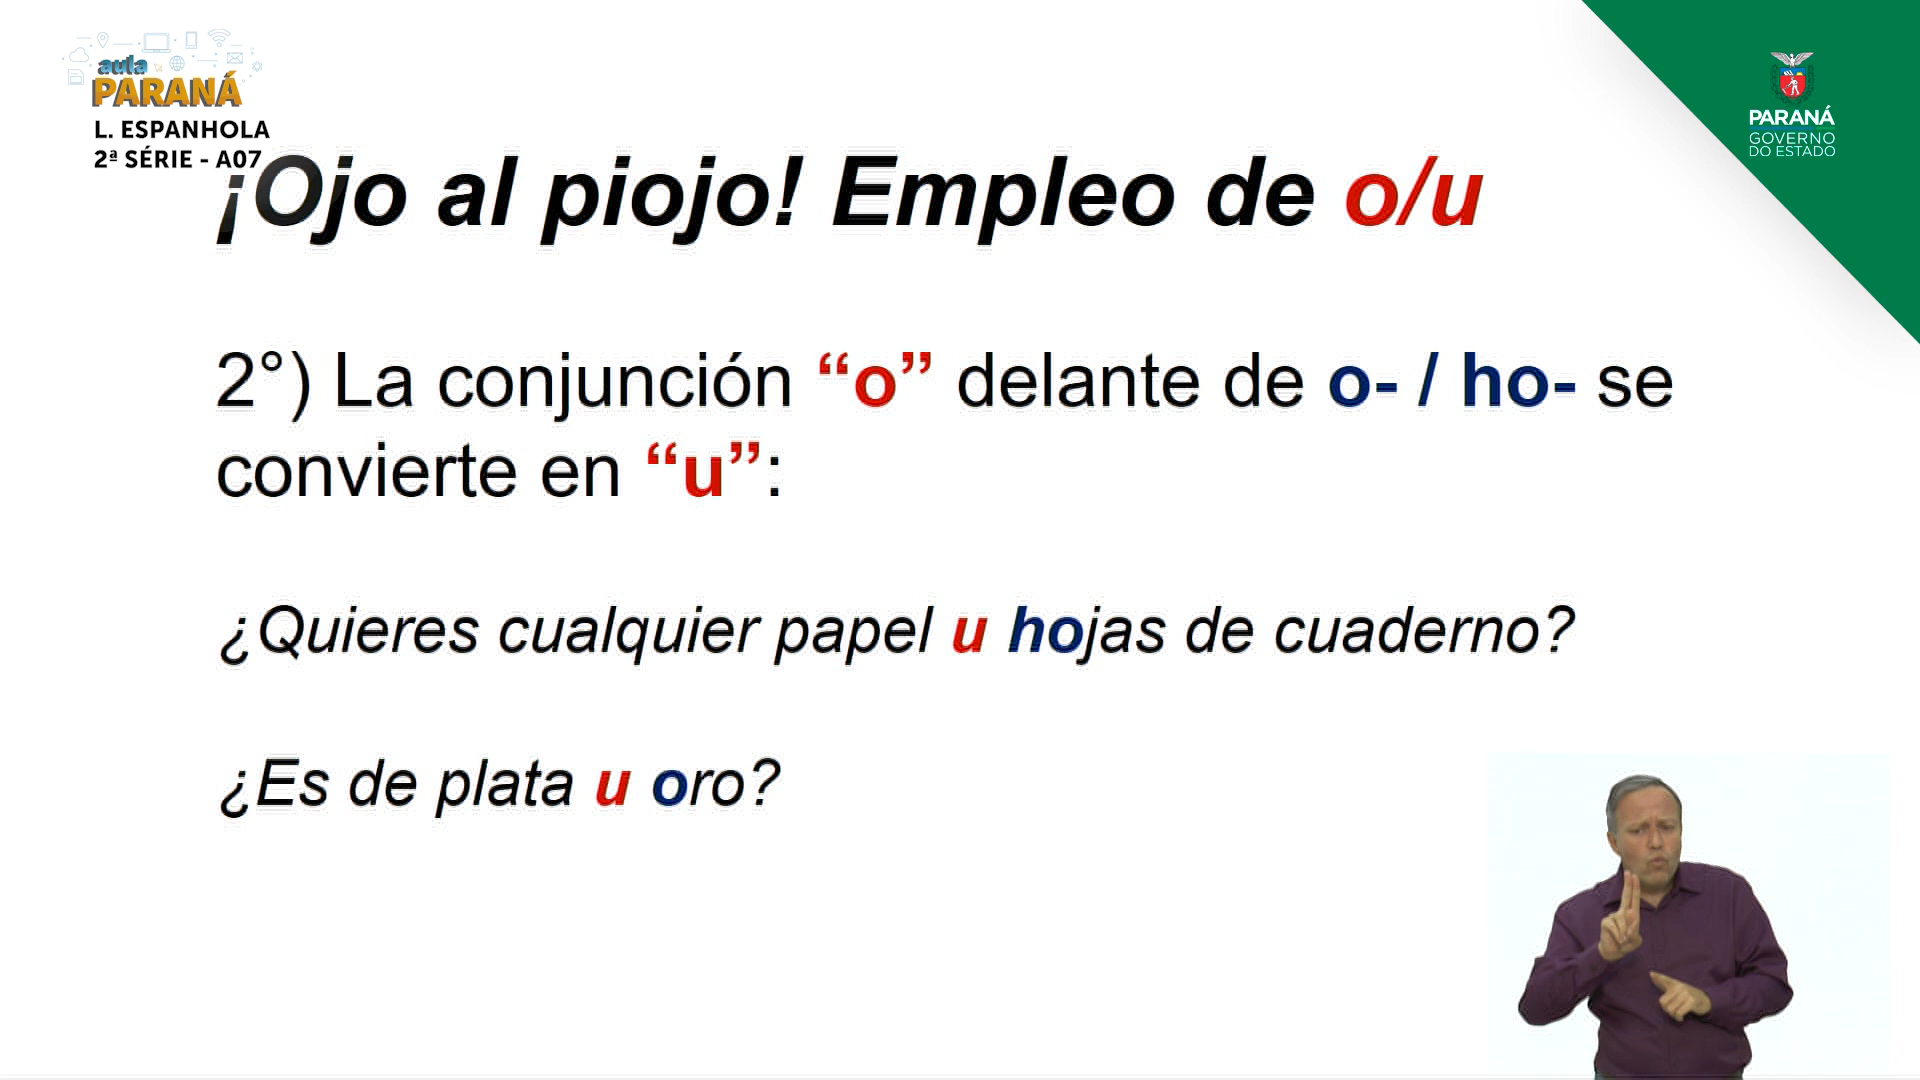 aula
PARANÁ
L. ESPANHOLA
2ª SÉRIE - A07
PARANÁ
GOVERNO
DO ESTADO
¡Ojo al piojo! Empleo de o/u
2°) La conjunción “o” delante de o- / ho- se
convierte en “u”:
¿Quieres cualquier papel u hojas de cuaderno?
¿Es de plata u oro?